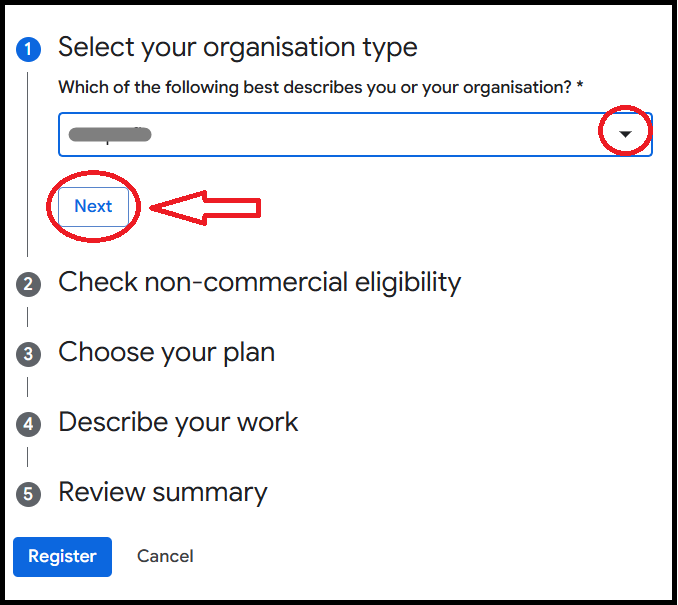 1 Select your organisation type
Which of the following best describes you or your organisation? *
Next
2 Check non-commercial eligibility
3 Choose your plan
4 Describe your work
5 Review summary
Register Cancel